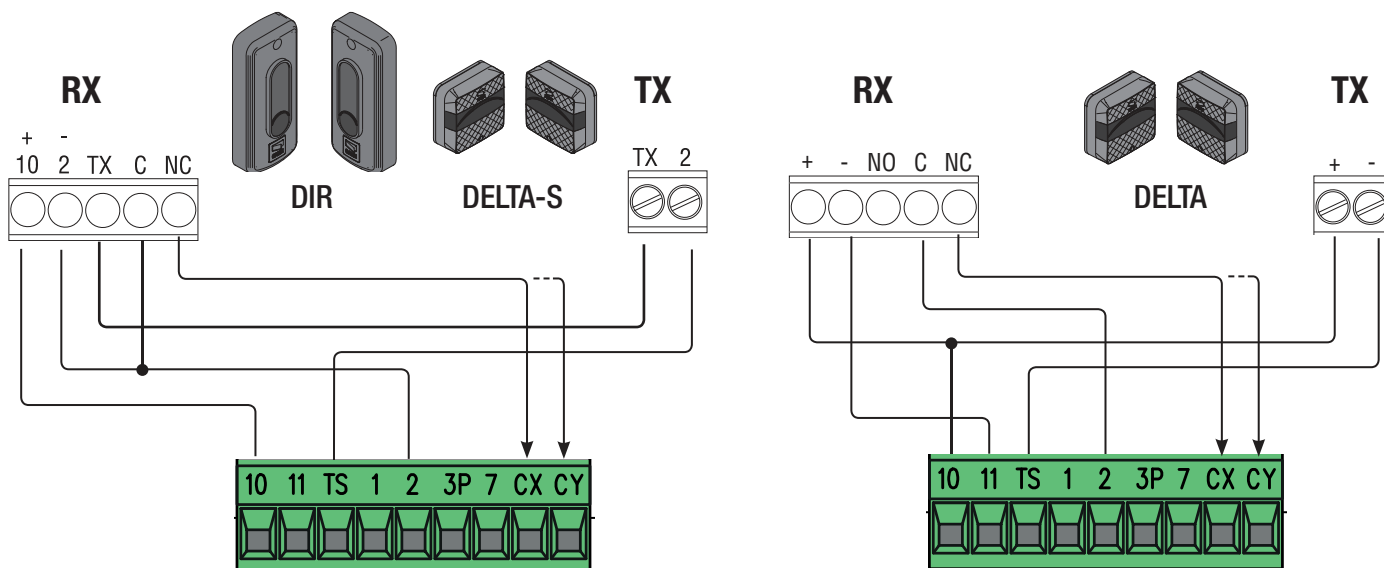 RX
TX
+ -
10 2 TX C NC
TX 2
DIR
DELTA-S
10 11 TS 1 2 3P 7 CX CY
RX
TX
+ - NO C NC
+ -
DELTA
10 11 TS 1 2 3P 7 CX CY